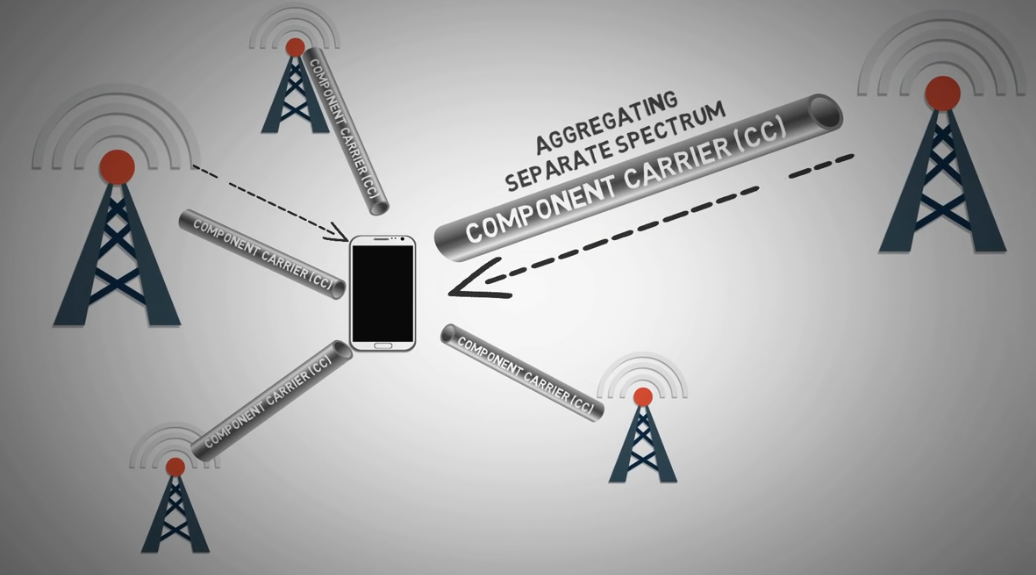 COMPONENT CARRIER (CC)
AGGREGATING
SEPARATE SPECTRUM
COMPONENT CARRIER (CC)
COMPONENT CARRIER (CC)
COMPONENT CARRIER (CC)
COMPONENT CARRIER (CC)